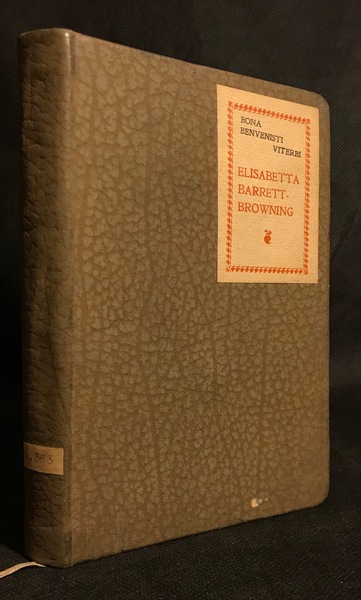 BONA
BENVENISTI
VITERBI
ELISABETTA
BARRETT-
BROWNING